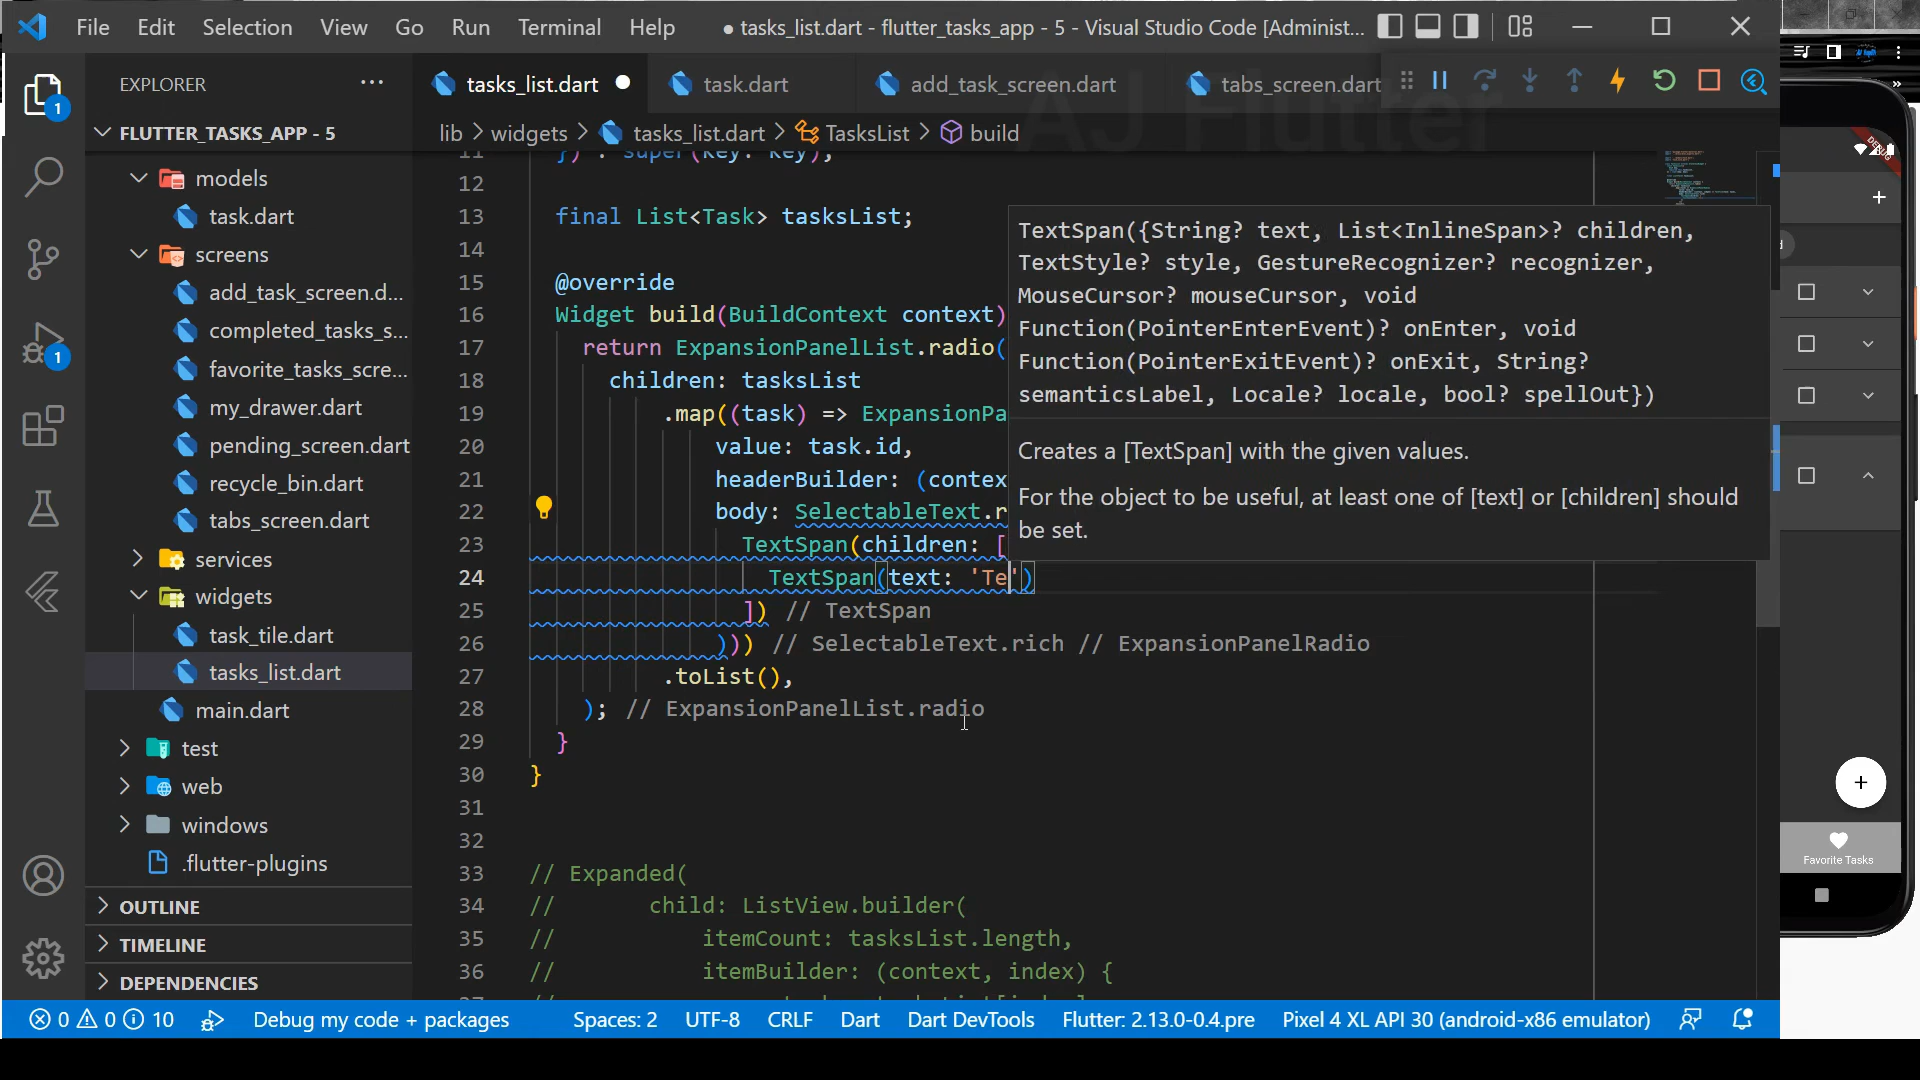 File Edit Selection View Go Run Terminal Help ● tasks_list.dart - flutter_tasks_app - 5 - Visual Studio Code [Administ...
EXPLORER
tasks_list.dart
task.dart
add_task_screen.dart
tabs_screen.dart
AJ Flutter
FLUTTER_TASKS_APP - 5
lib > widgets > tasks_list.dart > TasksList > build
models
task.dart
screens
add_task_screen.d...
completed_tasks_s...
favorite_tasks_scre...
my_drawer.dart
pending_screen.dart
recycle_bin.dart
tabs_screen.dart
services
widgets
task_tile.dart
tasks_list.dart
main.dart
test
web
windows
.flutter-plugins
OUTLINE
TIMELINE
DEPENDENCIES
1
1
11 }) : super(key: key);
12
13 final List<Task> tasksList;
14
15 @override
16 Widget build(BuildContext context)
17 return ExpansionPanelList.radio(
18 children: tasksList
19 .map((task) => ExpansionPa
20 value: task.id,
21 headerBuilder: (contex
22 body: SelectableText.r
23 TextSpan(children: [
24 TextSpan(text: 'Te')
25 ]) // TextSpan
26 ))) // SelectableText.rich // ExpansionPanelRadio
27 .toList(),
28 ); // ExpansionPanelList.radio
29 }
30 }
31
32
33 // Expanded(
34 // child: ListView.builder(
35 // itemCount: tasksList.length,
36 // itemBuilder: (context, index) {
TextSpan({String? text, List<InlineSpan>? children,
TextStyle? style, GestureRecognizer? recognizer,
MouseCursor? mouseCursor, void
Function(PointerEnterEvent)? onEnter, void
Function(PointerExitEvent)? onExit, String?
semanticsLabel, Locale? locale, bool? spellOut})
Creates a [TextSpan] with the given values.
For the object to be useful, at least one of [text] or [children] should
be set.
DEBUG
Favorite Tasks
0 0 10 Debug my code + packages Spaces: 2 UTF-8 CRLF Dart Dart DevTools Flutter: 2.13.0-0.4.pre Pixel 4 XL API 30 (android-x86 emulator)